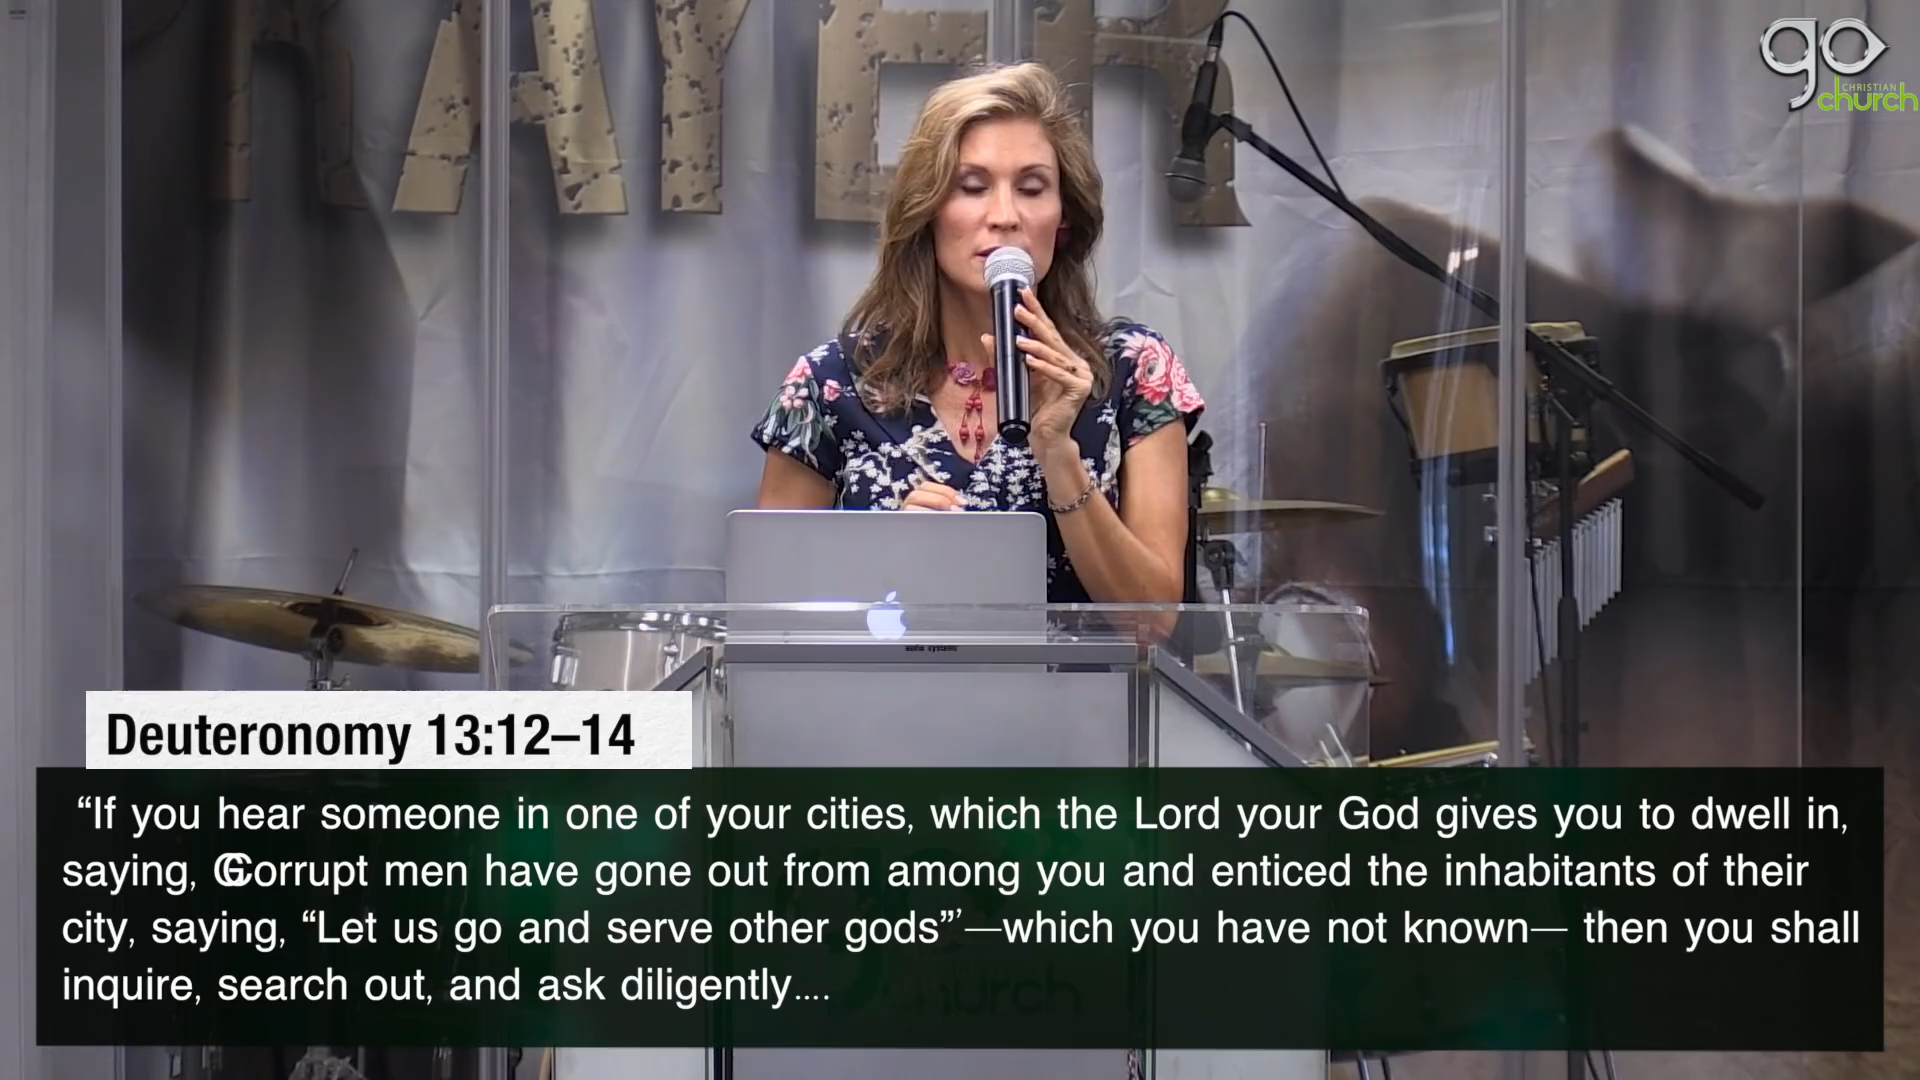 RAYER
go
CHRISTIAN
church
Deuteronomy 13:12–14
“If you hear someone in one of your cities, which the Lord your God gives you to dwell in,
saying, Corrupt men have gone out from among you and enticed the inhabitants of their
city, saying, “Let us go and serve other gods”’ —which you have not known— then you shall
inquire, search out, and ask diligently....
church